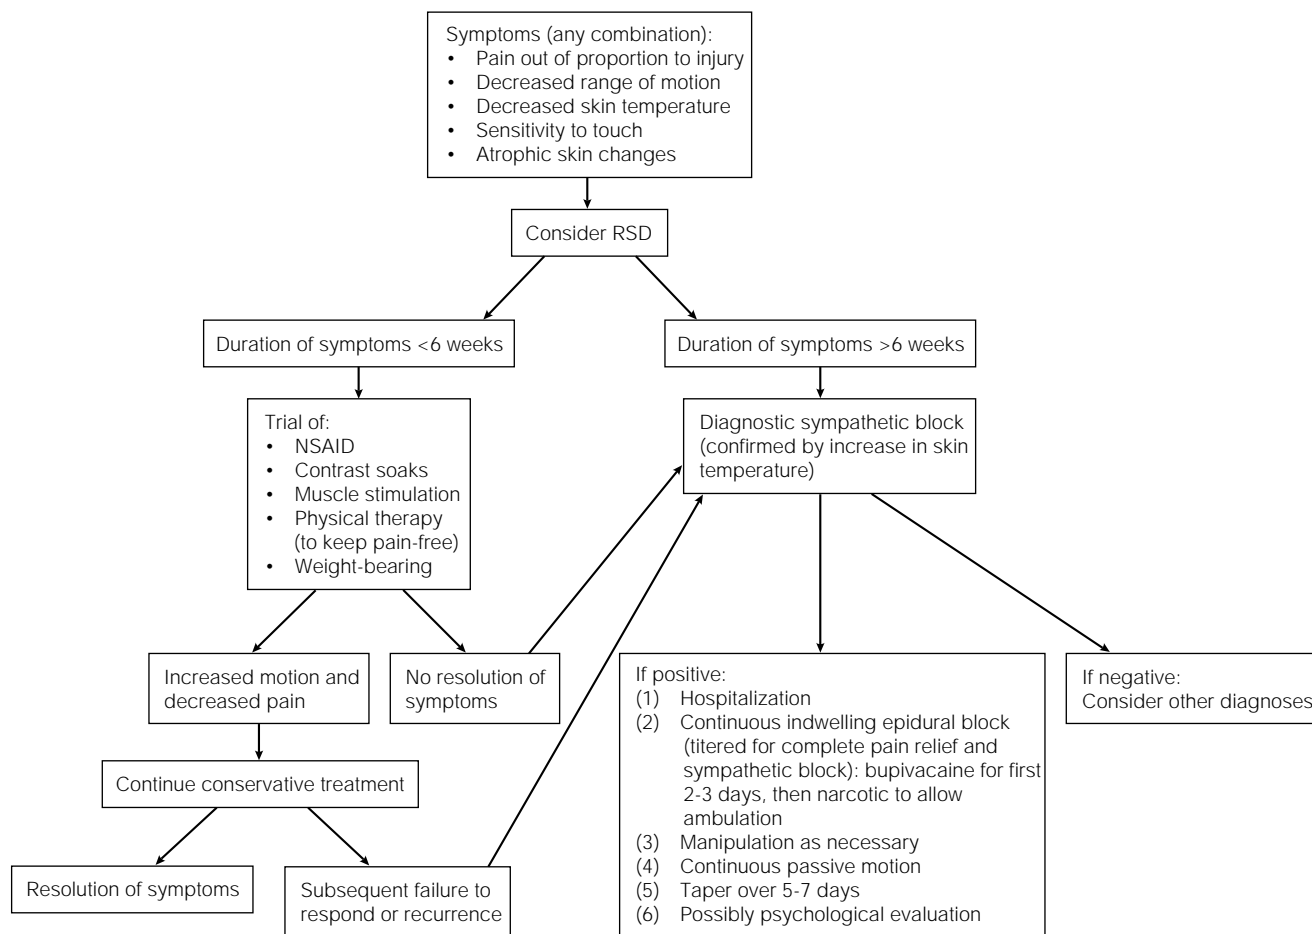 Symptoms (any combination):
• Pain out of proportion to injury
• Decreased range of motion
• Decreased skin temperature
• Sensitivity to touch
• Atrophic skin changes
Consider RSD
Duration of symptoms <6 weeks
Duration of symptoms >6 weeks
Trial of:
• NSAID
• Contrast soaks
• Muscle stimulation
• Physical therapy
(to keep pain-free)
• Weight-bearing
Diagnostic sympathetic block
(confirmed by increase in skin
temperature)
Increased motion and
decreased pain
No resolution of
symptoms
If positive:
(1) Hospitalization
(2) Continuous indwelling epidural block
(titered for complete pain relief and
sympathetic block): bupivacaine for first
2-3 days, then narcotic to allow
ambulation
(3) Manipulation as necessary
(4) Continuous passive motion
(5) Taper over 5-7 days
(6) Possibly psychological evaluation
If negative:
Consider other diagnoses
Continue conservative treatment
Resolution of symptoms
Subsequent failure to
respond or recurrence